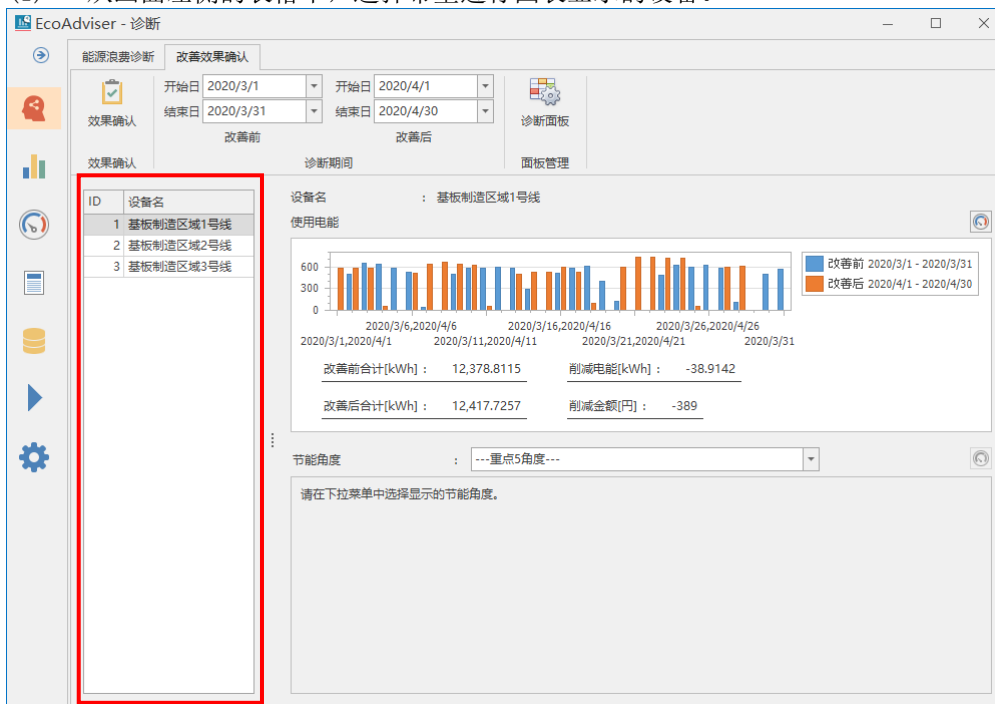 EcoAdviser - 诊断
能源浪费诊断 改善效果确认
开始日 2020/3/1 开始日 2020/4/1
结束日 2020/3/31 结束日 2020/4/30
效果确认 改善前 改善后 诊断面板
效果确认 诊断期间 面板管理
ID 设备名
1 基板制造区域1号线
2 基板制造区域2号线
3 基板制造区域3号线
设备名 : 基板制造区域1号线
使用电能
600
300
0
改善前 2020/3/1 - 2020/3/31
改善后 2020/4/1 - 2020/4/30
2020/3/6,2020/4/6 2020/3/16,2020/4/16 2020/3/26,2020/4/26
2020/3/1,2020/4/1 2020/3/11,2020/4/11 2020/3/21,2020/4/21 2020/3/31
改善前合计[kWh] : 12,378.8115 削减电能[kWh] : -38.9142
改善后合计[kWh] : 12,417.7257 削减金额[円] : -389
节能角度 : ---重点5角度---
请在下拉菜单中选择显示的节能角度。